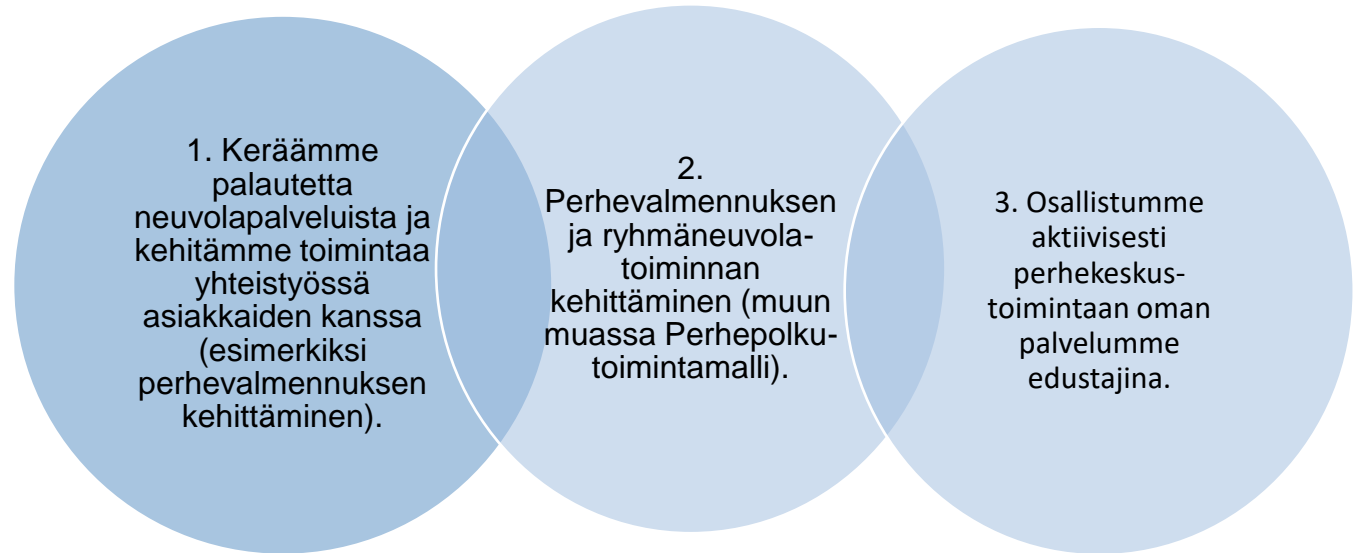 1. Keräämme
palautetta
neuvolapalveluista ja
kehitämme toimintaa
yhteistyössä
asiakkaiden kanssa
(esimerkiksi
perhevalmennuksen
kehittäminen).
2.
Perhevalmennuksen
ja ryhmäneuvola-
toiminnan
kehittäminen (muun
muassa Perhepolku-
toimintamalli).
3. Osallistumme
aktiivisesti
perhekeskus-
toimintaan oman
palvelumme
edustajina.